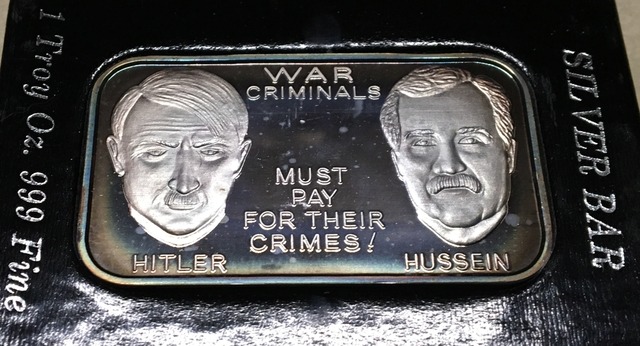 WAR
CRIMINALS
MUST
PAY
FOR THEIR
CRIMES!
HITLER
HUSSEIN
1 Troy Oz. 999 Fine
SILVER BAR